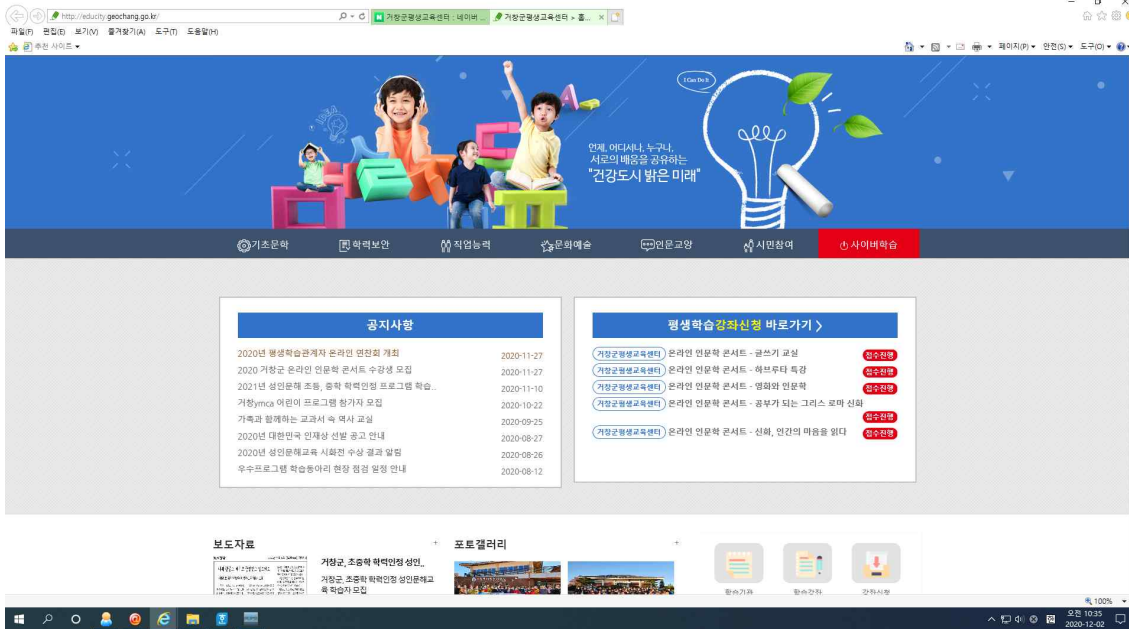 http://educity.geochang.go.kr/
거창군평생교육센터 : 네이버 ...
거창군평생교육센터 > 홈...
파일(F) 편집(E) 보기(V) 즐겨찾기(A) 도구(T) 도움말(H)
추천 사이트
페이지(P) 안전(S) 도구(O)
I Can Do It
언제, 어디서나, 누구나,
서로의 배움을 공유하는
"건강도시 밝은 미래"
기초문학 학력보안 직업능력 문화예술 인문교양 시민참여 사이버학습
공지사항
2020년 평생학습관계자 온라인 연찬회 개최 2020-11-27
2020 거창군 온라인 인문학 콘서트 수강생 모집 2020-11-27
2021년 성인문해 초등, 중학 학력인정 프로그램 학습.. 2020-11-10
거창ymca 어린이 프로그램 참가자 모집 2020-10-22
가족과 함께하는 교과서 속 역사 교실 2020-09-25
2020년 대한민국 인재상 선발 공고 안내 2020-08-27
2020년 성인문해교육 시화전 수상 결과 알림 2020-08-26
우수프로그램 학습동아리 현장 점검 일정 안내 2020-08-12
평생학습강좌신청 바로가기 >
거창군평생교육센터 온라인 인문학 콘서트 - 글쓰기 교실 접수진행
거창군평생교육센터 온라인 인문학 콘서트 - 하브루타 특강 접수진행
거창군평생교육센터 온라인 인문학 콘서트 - 영화와 인문학 접수진행
거창군평생교육센터 온라인 인문학 콘서트 - 공부가 되는 그리스 로마 신화
접수진행
거창군평생교육센터 온라인 인문학 콘서트 - 신화, 인간의 마음을 읽다 접수진행
보도자료 +
거창군, 초중학 학력인정 성인..
거창군, 초중학 학력인정 성인문해교
육 학습자 모집
포토갤러리 +
학습기관 학습강좌 강좌신청
100%
오전 10:35
2020-12-02